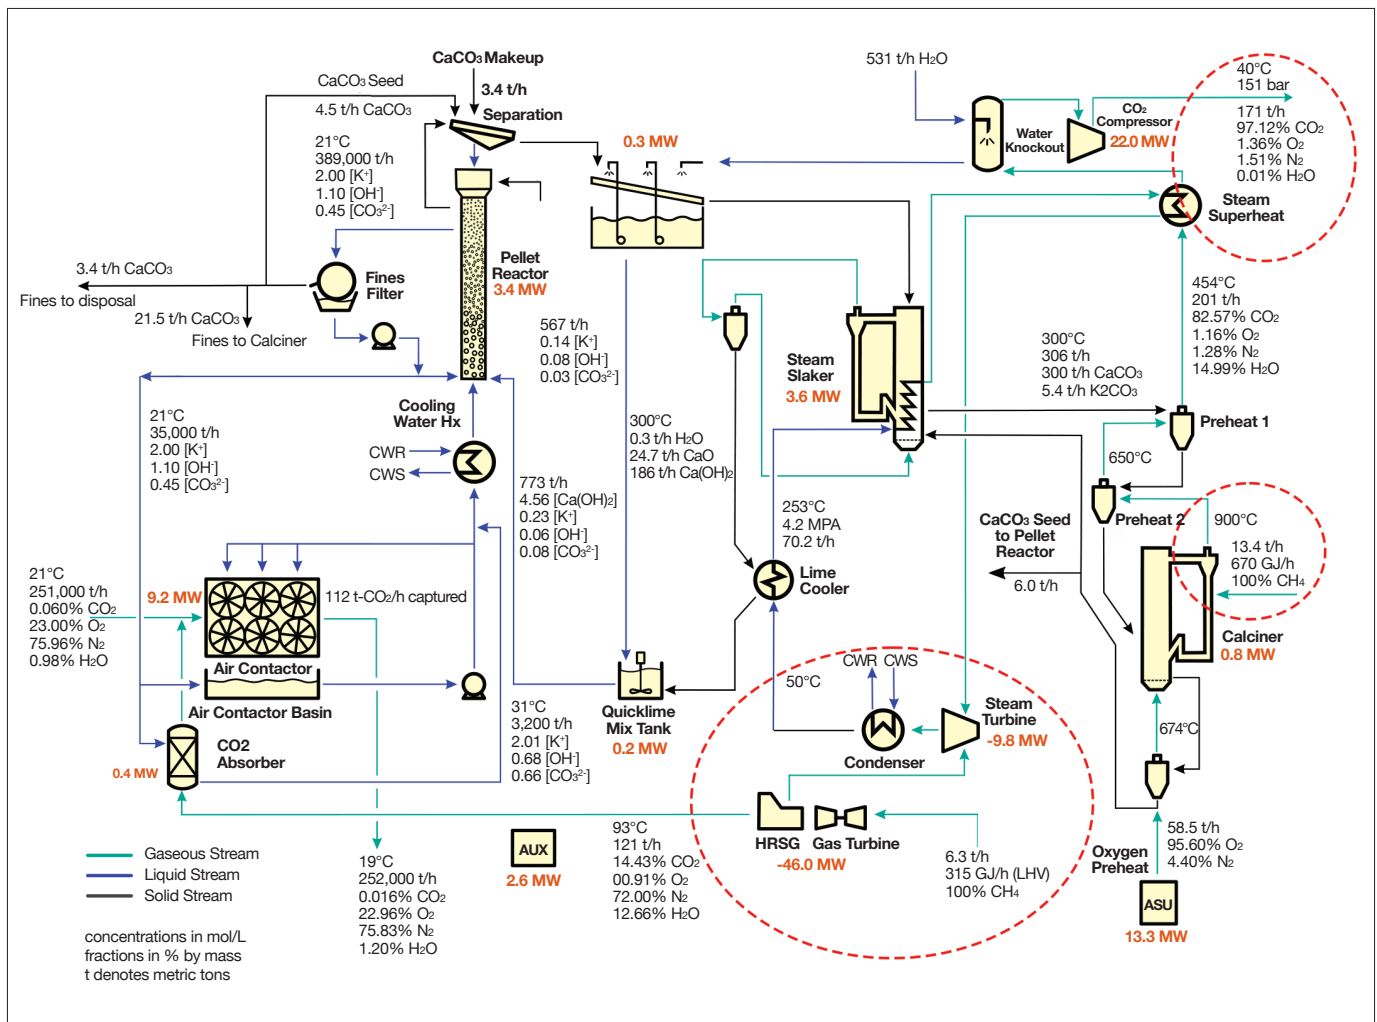 CaCO3 Makeup
3.4 t/h
CaCO3 Seed
4.5 t/h CaCO3
Separation
21°C
389,000 t/h
2.00 [K+]
1.10 [OH-]
0.45 [CO32-]
0.3 MW
531 t/h H2O
Water
Knockout
CO2
Compressor
22.0 MW
40°C
151 bar
171 t/h
97.12% CO2
1.36% O2
1.51% N2
0.01% H2O
Steam
Superheat
3.4 t/h CaCO3
Fines to disposal
21.5 t/h CaCO3
Fines to Calciner
Fines
Filter
Pellet
Reactor
3.4 MW
567 t/h
0.14 [K+]
0.08 [OH-]
0.03 [CO32-]
Steam
Slaker
3.6 MW
454°C
201 t/h
82.57% CO2
1.16% O2
1.28% N2
14.99% H2O
300°C
306 t/h
300 t/h CaCO3
5.4 t/h K2CO3
Preheat 1
650°C
Preheat 2
900°C
13.4 t/h
670 GJ/h
100% CH4
Calciner
0.8 MW
21°C
35,000 t/h
2.00 [K+]
1.10 [OH-]
0.45 [CO32-]
Cooling
Water Hx
CWR
CWS
300°C
0.3 t/h H2O
24.7 t/h CaO
186 t/h Ca(OH)2
773 t/h
4.56 [Ca(OH)2]
0.23 [K+]
0.06 [OH-]
0.08 [CO32-]
253°C
4.2 MPA
70.2 t/h
Lime
Cooler
CaCO3 Seed
to Pellet
Reactor
6.0 t/h
21°C
251,000 t/h
0.060% CO2
23.00% O2
75.96% N2
0.98% H2O
9.2 MW
112 t-CO2/h captured
Air Contactor
Air Contactor Basin
CO2
Absorber
0.4 MW
31°C
3,200 t/h
2.01 [K+]
0.68 [OH-]
0.66 [CO32-]
Quicklime
Mix Tank
0.2 MW
50°C
CWR CWS
Condenser
Steam
Turbine
-9.8 MW
674°C
HRSG
Gas Turbine
-46.0 MW
6.3 t/h
315 GJ/h (LHV)
100% CH4
Oxygen
Preheat
58.5 t/h
95.60% O2
4.40% N2
ASU
13.3 MW
93°C
121 t/h
14.43% CO2
00.91% O2
72.00% N2
12.66% H2O
AUX
2.6 MW
19°C
252,000 t/h
0.016% CO2
22.96% O2
75.83% N2
1.20% H2O
Gaseous Stream
Liquid Stream
Solid Stream
concentrations in mol/L
fractions in % by mass
t denotes metric tons